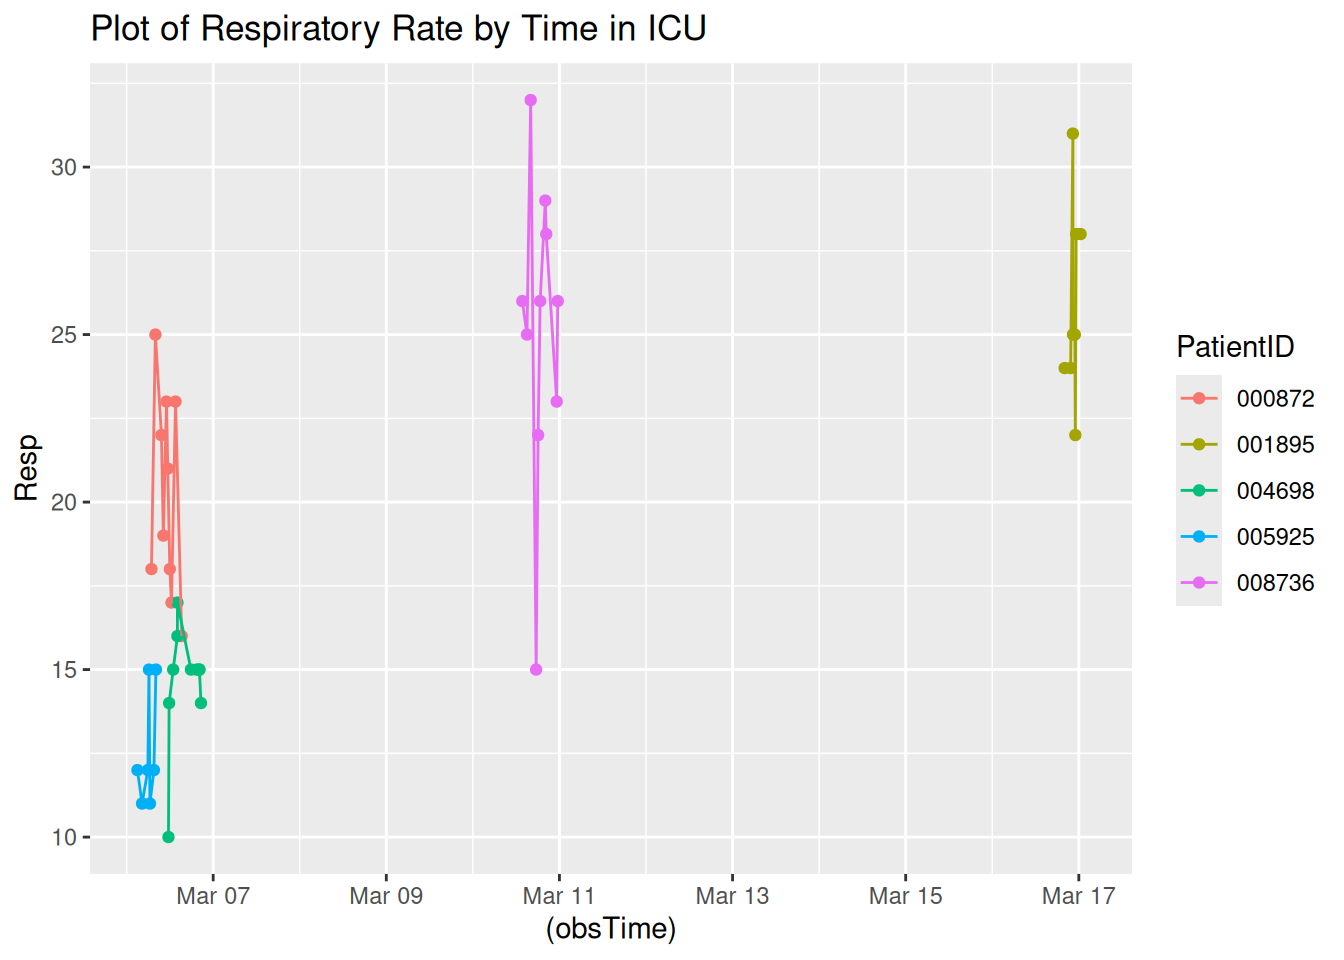 Plot of Respiratory Rate by Time in ICU
30
25
20
15
10
Resp
Mar 07 Mar 09 Mar 11 Mar 13 Mar 15 Mar 17
(obsTime)
PatientID
000872
001895
004698
005925
008736